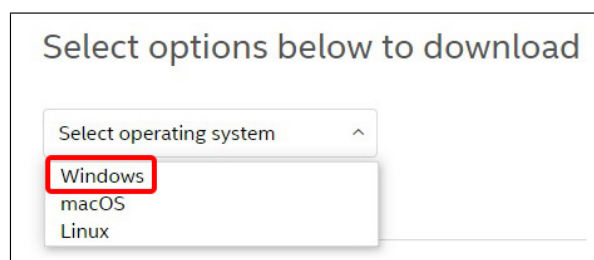 Select options below to download
Select operating system
Windows
macOS
Linux